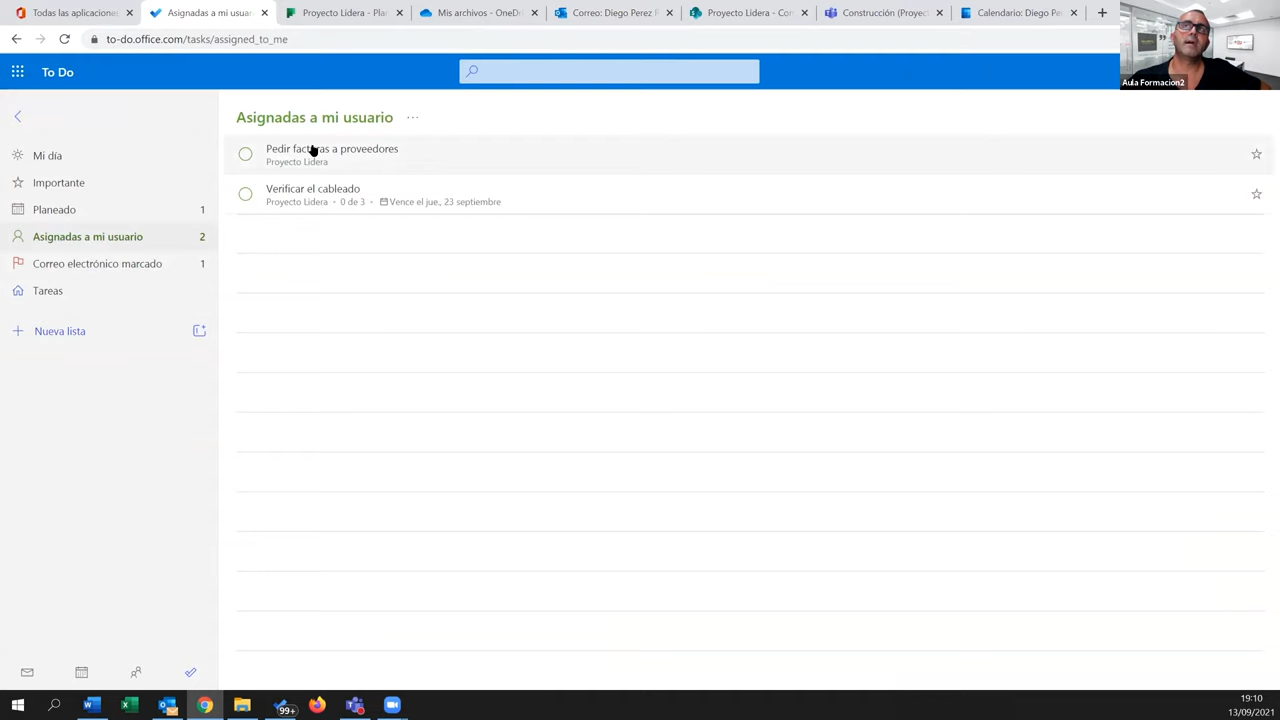 Todas las aplicacione
Asignadas a mi usuar
Proyecto Lidera - Plan
Mis archivos - OneDri
Correo: Diego Perez R
Proyecto Lidera - Con
Construcción (Proyec
Calendario: Diego Pe
to-do.office.com/tasks/assigned_to_me
To Do
Aula Formacion2
Asignadas a mi usuario ...
Mi día
Importante
Planeado 1
Asignadas a mi usuario 2
Correo electrónico marcado 1
Tareas
Nueva lista
Pedir facturas a proveedores
Proyecto Lidera
Verificar el cableado
Proyecto Lidera • 0 de 3 • Vence el jue., 23 septiembre
99+
19:10
13/09/2021